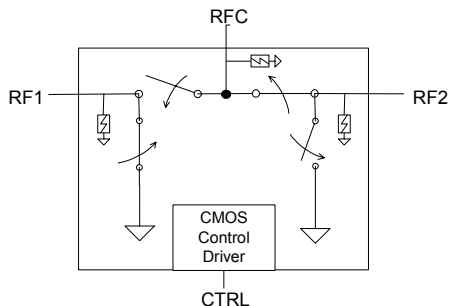 RFC
RF1
RF2
CMOS
Control
Driver
CTRL